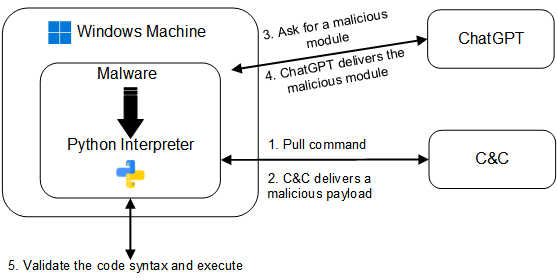 Windows Machine
Malware
Python Interpreter
3. Ask for a malicious
module
4. ChatGPT delivers the
malicious module
ChatGPT
1. Pull command
2. C&C delivers a
malicious payload
C&C
5. Validate the code syntax and execute